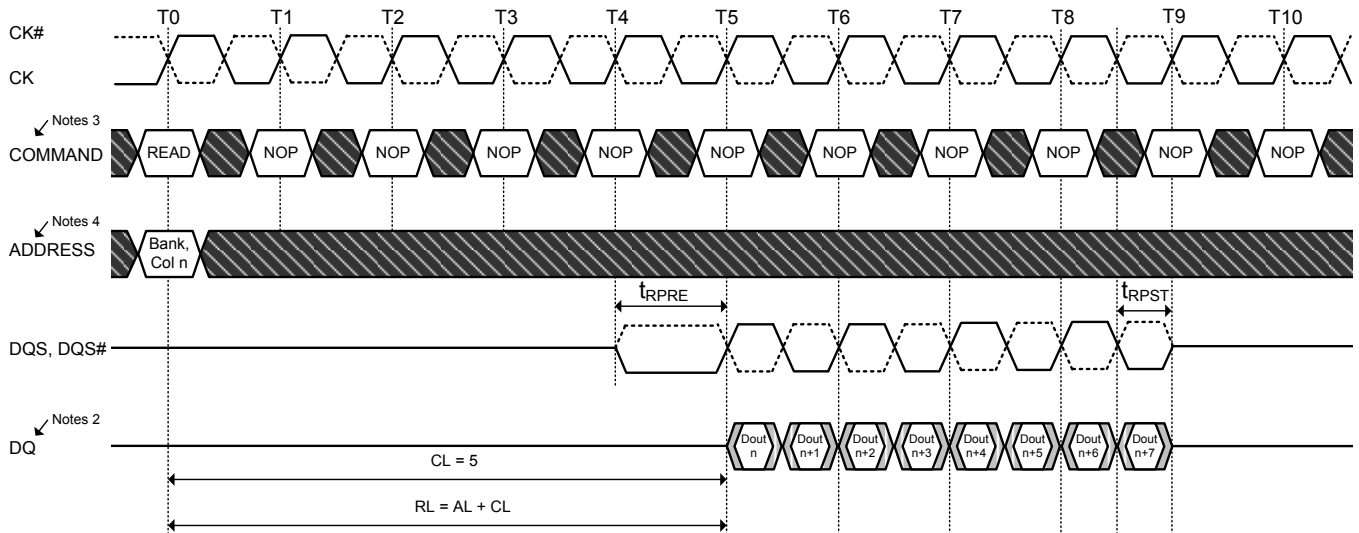 T0 T1 T2 T3 T4 T5 T6 T7 T8 T9 T10
CK#
CK
Notes 3
COMMAND READ NOP NOP NOP NOP NOP NOP NOP NOP NOP NOP
Notes 4
ADDRESS Bank,
Col n
tRPRE tRPST
DQS, DQS#
Notes 2
DQ
Dout Dout Dout Dout Dout Dout Dout Dout
n n+1 n+2 n+3 n+4 n+5 n+6 n+7
CL = 5
RL = AL + CL